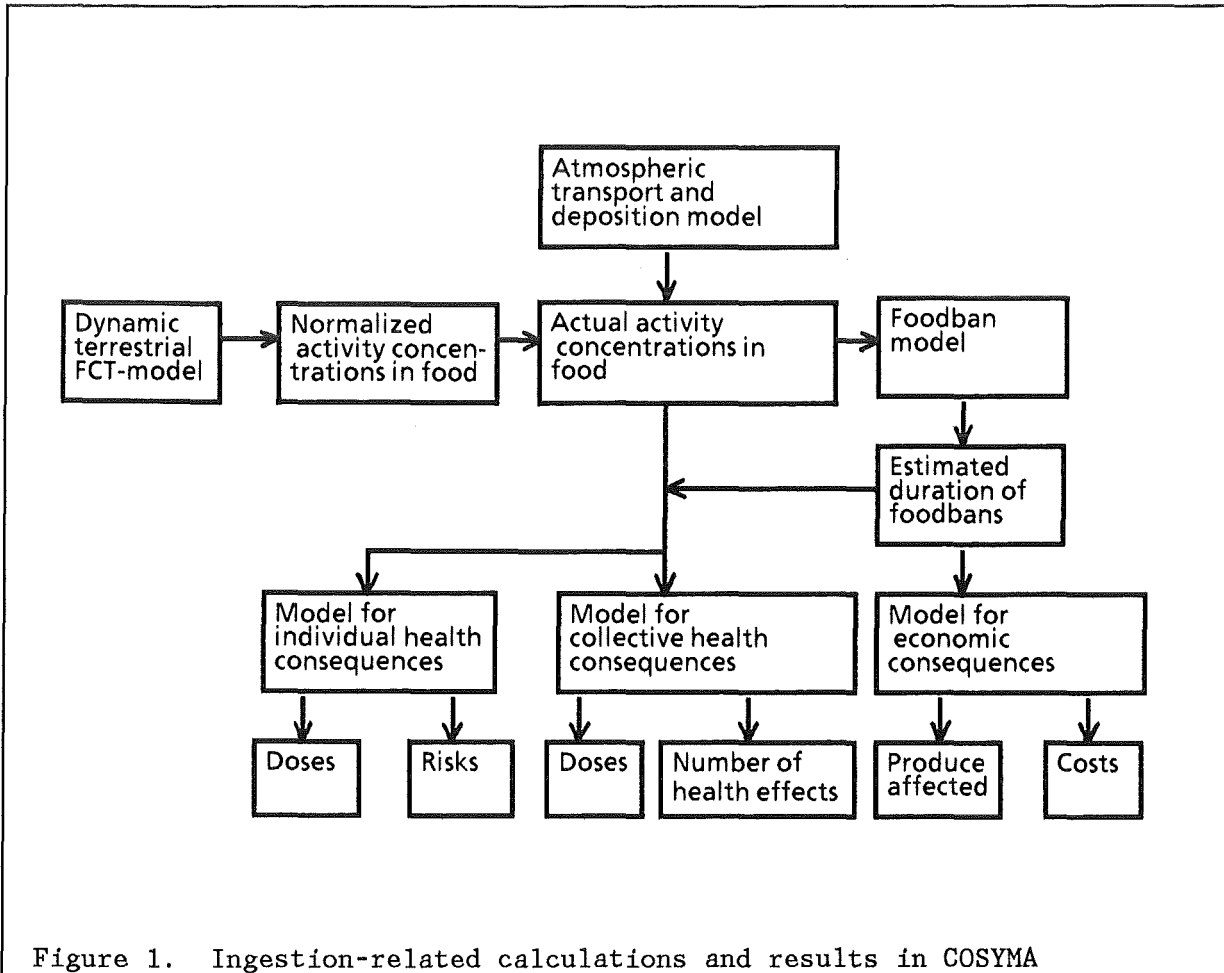 Atmospheric
transport and
deposition model
Dynamic
terrestrial
FCT-model
Normalized
activity concen-
trations in food
Actual activity
concentrations in
food
Foodban
model
Estimated
duration of
foodbans
Model for
individual health
consequences
Model for
collective health
consequences
Model for
economic
consequences
Doses
Risks
Doses
Number of
health effects
Produce
affected
Costs
Figure 1. Ingestion-related calculations and results in COSYMA